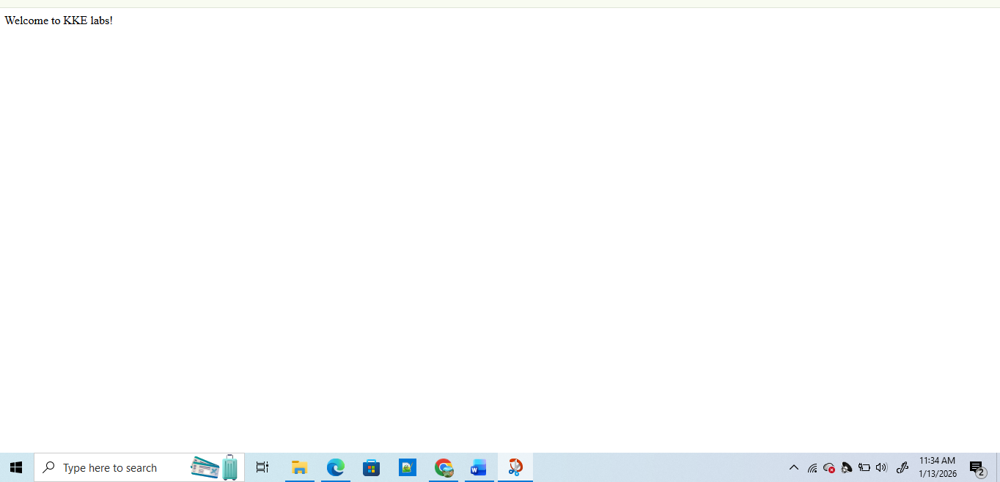 Welcome to KKE labs!
Type here to search
11:34 AM
1/13/2026
2